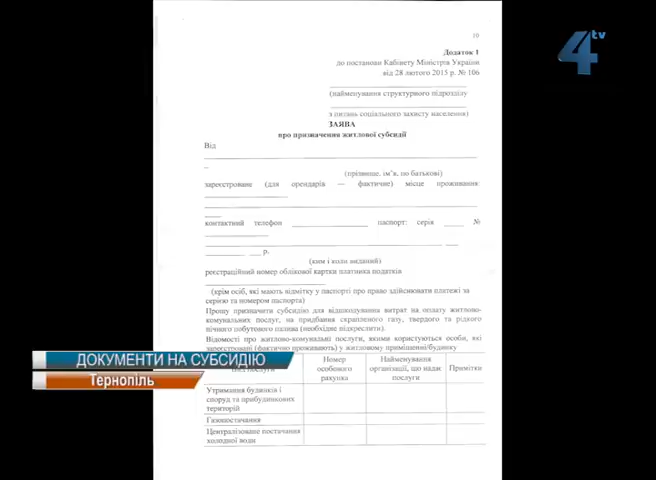 10
4tv
Додаток 1
до постанови Кабінету Міністрів України
від 28 лютого 2015 р. № 106
(найменування структурного підрозділу
з питань соціального захисту населення)
ЗАЯВА
про призначення житлової субсидії
Від
(прізвище, ім’я, по батькові)
зареєстроване (для орендарів — фактичне) місце проживання:
контактний телефон паспорт: серія №
р.
(ким і коли виданий)
реєстраційний номер облікової картки платника податків
(крім осіб, які мають відмітку у паспорті про право здійснювати платежі за
серією та номером паспорта)
Прошу призначити субсидію для відшкодування витрат на оплату житлово-
комунальних послуг, на придбання скрапленого газу, твердого та рідкого
пічного побутового палива (необхідне підкреслити).
Відомості про житлово-комунальні послуги, якими користуються особи, які
зареєстровані (фактично проживають) у житловому приміщенні/будинку
ДОКУМЕНТИ НА СУБСИДІЮ
Тернопіль
Номер особового рахунка
Найменування організації, що надає послуги
Примітки
Утримання будинків і
споруд та прибудинкових
територій
Газопостачання
Централізоване постачання
холодної води